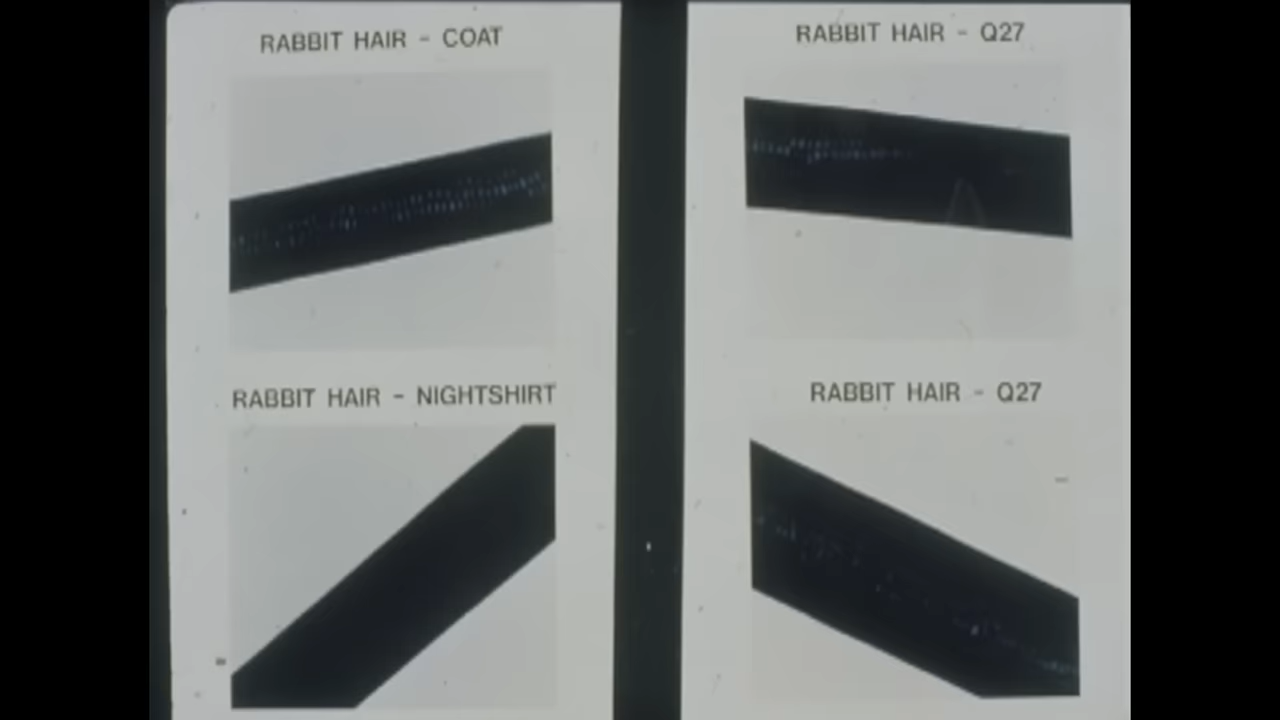 RABBIT HAIR - COAT
RABBIT HAIR - Q27
RABBIT HAIR - NIGHTSHIRT
RABBIT HAIR - Q27